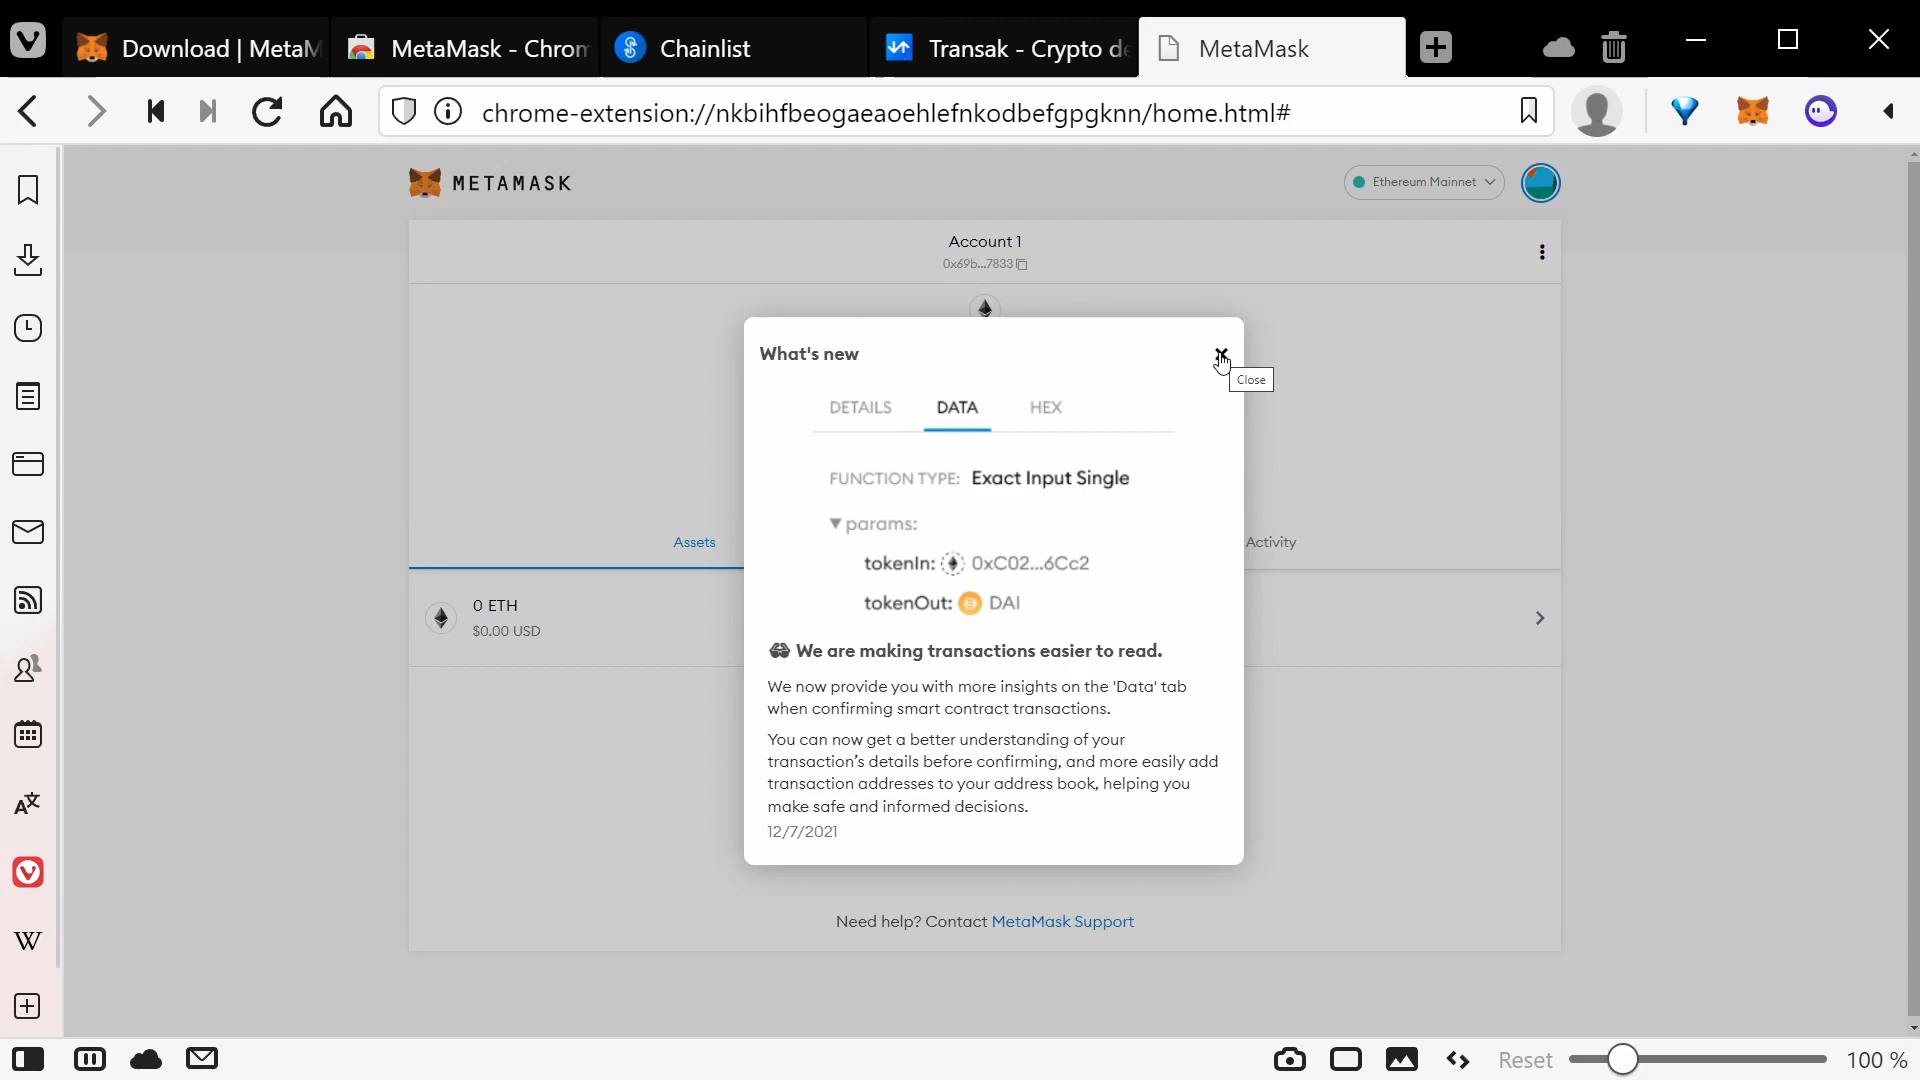 Download | MetaM
MetaMask - Chrom
Chainlist
Transak - Crypto de
MetaMask
chrome-extension://nkbihfbeogaeaoehlefnkodbefgpgknn/home.html#
METAMASK
Ethereum Mainnet
Account 1
0x69b...7833
What's new
Close
DETAILS DATA HEX
FUNCTION TYPE: Exact Input Single
▼ params:
tokenIn: 0xC02...6Cc2
tokenOut: DAI
Assets
Activity
0 ETH
$0.00 USD
We are making transactions easier to read.
We now provide you with more insights on the 'Data' tab
when confirming smart contract transactions.
You can now get a better understanding of your
transaction's details before confirming, and more easily add
transaction addresses to your address book, helping you
make safe and informed decisions.
12/7/2021
Need help? Contact MetaMask Support
W
Reset
100 %